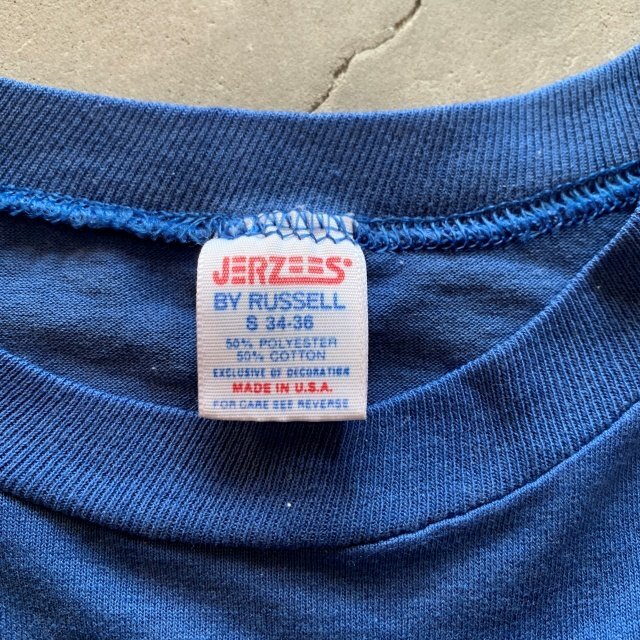 JERZEES®
BY RUSSELL
S 34-36
50% POLYESTER
50% COTTON
EXCLUSIVE OF DECORATION
MADE IN U.S.A.
FOR CARE SEE REVERSE